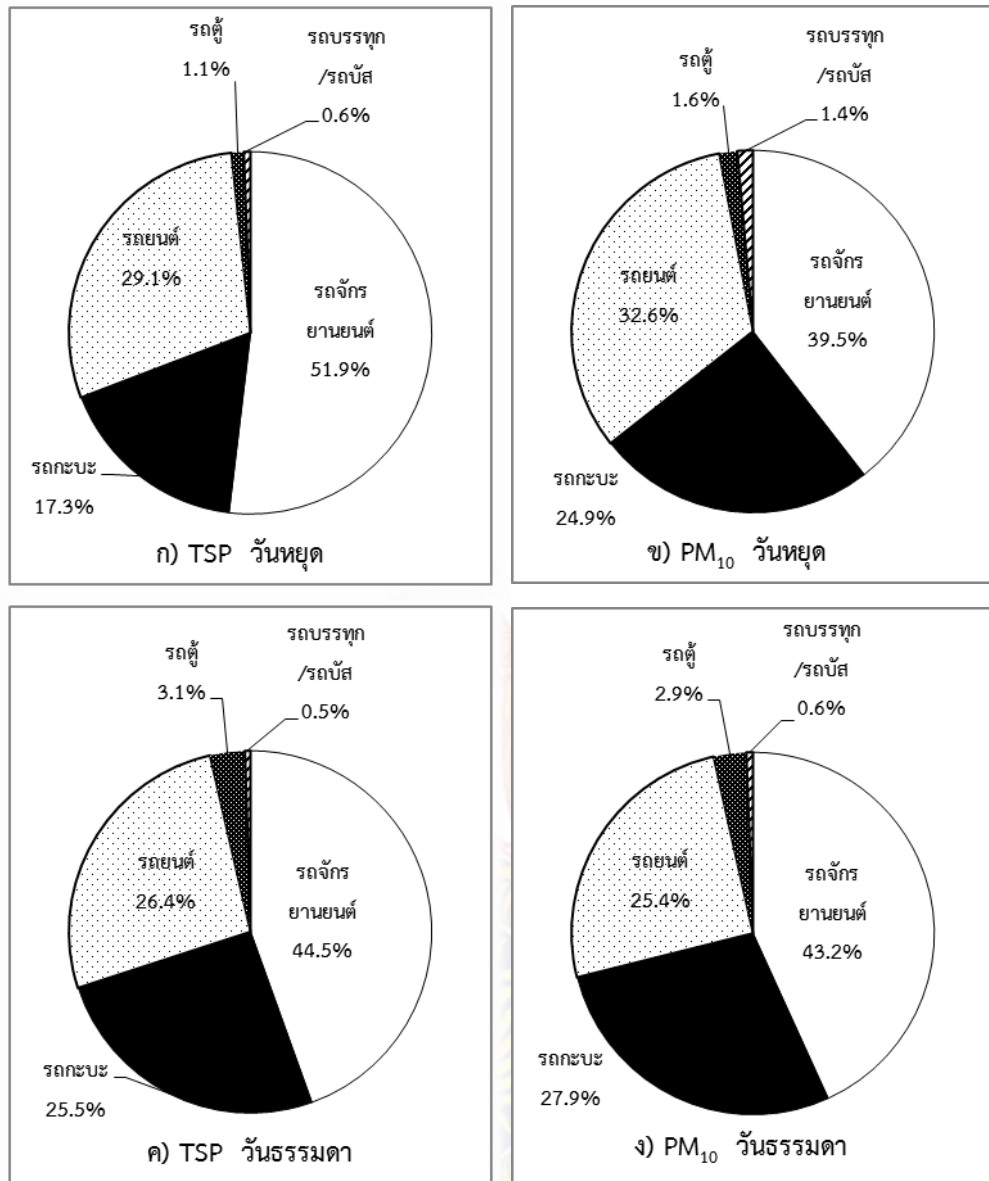 รถตู้
1.1%
รถบรรทุก
/รถบัส
0.6%
รถยนต์
29.1%
รถจักร
ยานยนต์
51.9%
รถกะบะ
17.3%
ก) TSP วันหยุด
รถตู้
1.6%
รถบรรทุก
/รถบัส
1.4%
รถยนต์
32.6%
รถจักร
ยานยนต์
39.5%
รถกะบะ
24.9%
ข) PM₁₀ วันหยุด
รถตู้
3.1%
รถบรรทุก
/รถบัส
0.5%
รถยนต์
26.4%
รถจักร
ยานยนต์
44.5%
รถกะบะ
25.5%
ค) TSP วันธรรมดา
รถตู้
2.9%
รถบรรทุก
/รถบัส
0.6%
รถยนต์
25.4%
รถจักร
ยานยนต์
43.2%
รถกะบะ
27.9%
ง) PM₁₀ วันธรรมดา